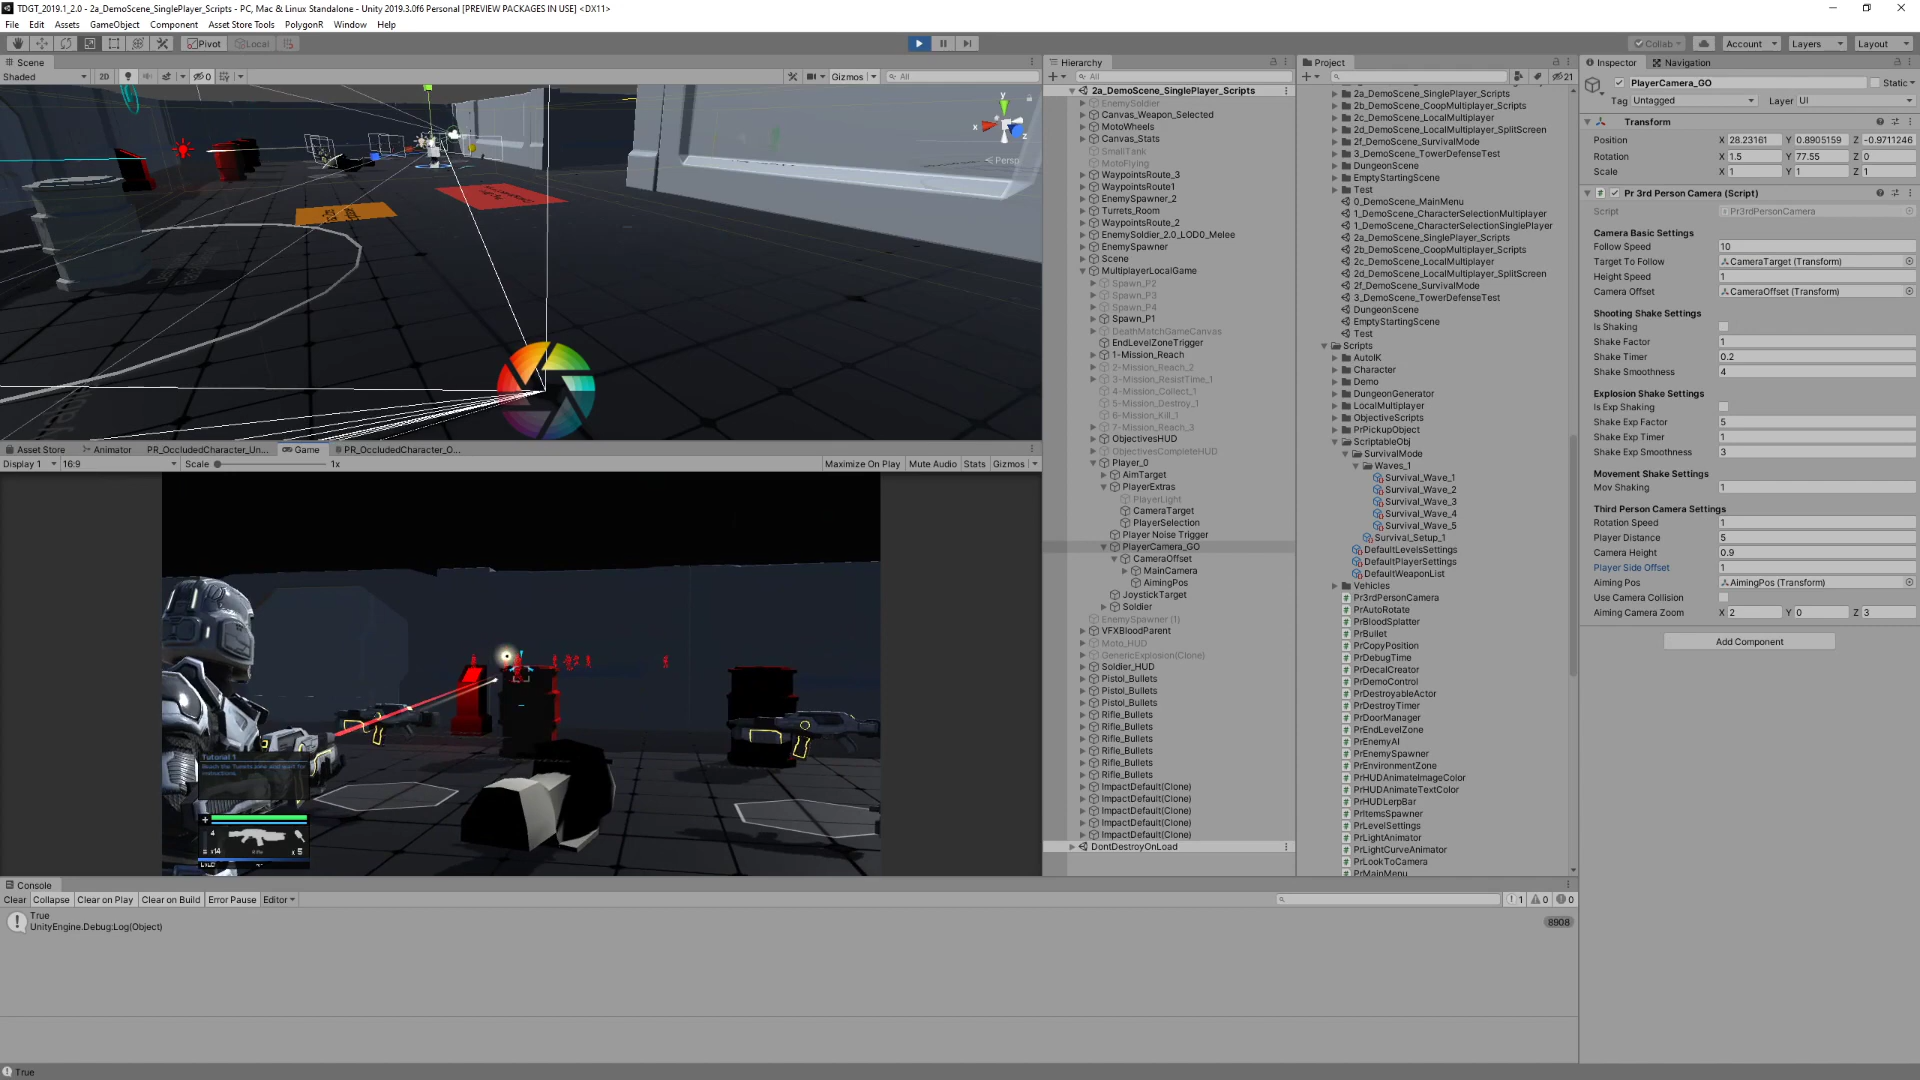 TDGT_2019.1_2.0 - 2a_DemoScene_SinglePlayer_Scripts - PC, Mac & Linux Standalone - Unity 2019.3.0f6 Personal [PREVIEW PACKAGES IN USE] <DX11>
File Edit Assets GameObject Component Asset Store Tools PolygonR Window Help
Pivot Local Collab Account Layers Layout
Scene
Shaded 2D 0 Gizmos All
y
x
z
Persp
Asset Store Animator PR_OccludedCharacter_Un... Game PR_OccludedCharacter_O...
Display 1 16:9 Scale 1x Maximize On Play Mute Audio Stats Gizmos
Tutorial 1
4
x14
x5
Console
Clear Collapse Clear on Play Clear on Build Error Pause Editor 1 0 0
True
UnityEngine.Debug:Log(Object)
8908
True
Hierarchy
All
2a_DemoScene_SinglePlayer_Scripts
EnemySoldier
Canvas_Weapon_Selected
MotoWheels
Canvas_Stats
SmallTank
MotoFlying
WaypointsRoute_3
WaypointsRoute1
EnemySpawner_2
Turrets_Room
WaypointsRoute_2
EnemySoldier_2.0_LOD0_Melee
EnemySpawner
Scene
MultiplayerLocalGame
Spawn_P2
Spawn_P3
Spawn_P4
Spawn_P1
DeathMatchGameCanvas
EndLevelZoneTrigger
1-Mission_Reach
2-Mission_Reach_2
3-Mission_ResistTime_1
4-Mission_Collect_1
5-Mission_Destroy_1
6-Mission_Kill_1
7-Mission_Reach_3
ObjectivesHUD
ObjectivesCompleteHUD
Player_0
AimTarget
PlayerExtras
PlayerLight
CameraTarget
PlayerSelection
Player Noise Trigger
PlayerCamera_GO
CameraOffset
MainCamera
AimingPos
JoystickTarget
Soldier
EnemySpawner (1)
VFXBloodParent
Moto_HUD
GenericExplosion(Clone)
Soldier_HUD
Pistol_Bullets
Pistol_Bullets
Pistol_Bullets
Rifle_Bullets
Rifle_Bullets
Rifle_Bullets
Rifle_Bullets
Rifle_Bullets
Rifle_Bullets
ImpactDefault(Clone)
ImpactDefault(Clone)
ImpactDefault(Clone)
ImpactDefault(Clone)
ImpactDefault(Clone)
DontDestroyOnLoad
Project
21
2a_DemoScene_SinglePlayer_Scripts
2b_DemoScene_CoopMultiplayer_Scripts
2c_DemoScene_LocalMultiplayer
2d_DemoScene_LocalMultiplayer_SplitScreen
2f_DemoScene_SurvivalMode
3_DemoScene_TowerDefenseTest
DungeonScene
EmptyStartingScene
Test
0_DemoScene_MainMenu
1_DemoScene_CharacterSelectionMultiplayer
1_DemoScene_CharacterSelectionSinglePlayer
2a_DemoScene_SinglePlayer_Scripts
2b_DemoScene_CoopMultiplayer_Scripts
2c_DemoScene_LocalMultiplayer
2d_DemoScene_LocalMultiplayer_SplitScreen
2f_DemoScene_SurvivalMode
3_DemoScene_TowerDefenseTest
DungeonScene
EmptyStartingScene
Test
Scripts
AutoIK
Character
Demo
DungeonGenerator
LocalMultiplayer
ObjectiveScripts
PrPickupObject
ScriptableObj
SurvivalMode
Waves_1
Survival_Wave_1
Survival_Wave_2
Survival_Wave_3
Survival_Wave_4
Survival_Wave_5
Survival_Setup_1
DefaultLevelsSettings
DefaultPlayerSettings
DefaultWeaponList
Vehicles
Pr3rdPersonCamera
PrAutoRotate
PrBloodSplatter
PrBullet
PrCopyPosition
PrDebugTime
PrDecalCreator
PrDemoControl
PrDestroyableActor
PrDestroyTimer
PrDoorManager
PrEndLevelZone
PrEnemyAI
PrEnemySpawner
PrEnvironmentZone
PrHUDAnimateImageColor
PrHUDAnimateTextColor
PrHUDLerpBar
PrItemsSpawner
PrLevelSettings
PrLightAnimator
PrLightCurveAnimator
PrLookToCamera
PrMainMenu
Inspector Navigation
PlayerCamera_GO Static
Tag Untagged Layer UI
Transform
Position X 28.23161 Y 0.8905159 Z -0.9711246
Rotation X 1.5 Y 77.55 Z 0
Scale X 1 Y 1 Z 1
Pr 3rd Person Camera (Script)
Script Pr3rdPersonCamera
Camera Basic Settings
Follow Speed 10
Target To Follow CameraTarget (Transform)
Height Speed 1
Camera Offset CameraOffset (Transform)
Shooting Shake Settings
Is Shaking
Shake Factor 1
Shake Timer 0.2
Shake Smoothness 4
Explosion Shake Settings
Is Exp Shaking
Shake Exp Factor 5
Shake Exp Timer 1
Shake Exp Smoothness 3
Movement Shake Settings
Mov Shaking 1
Third Person Camera Settings
Rotation Speed 1
Player Distance 5
Camera Height 0.9
Player Side Offset 1
Aiming Pos AimingPos (Transform)
Use Camera Collision
Aiming Camera Zoom X 2 Y 0 Z 3
Add Component